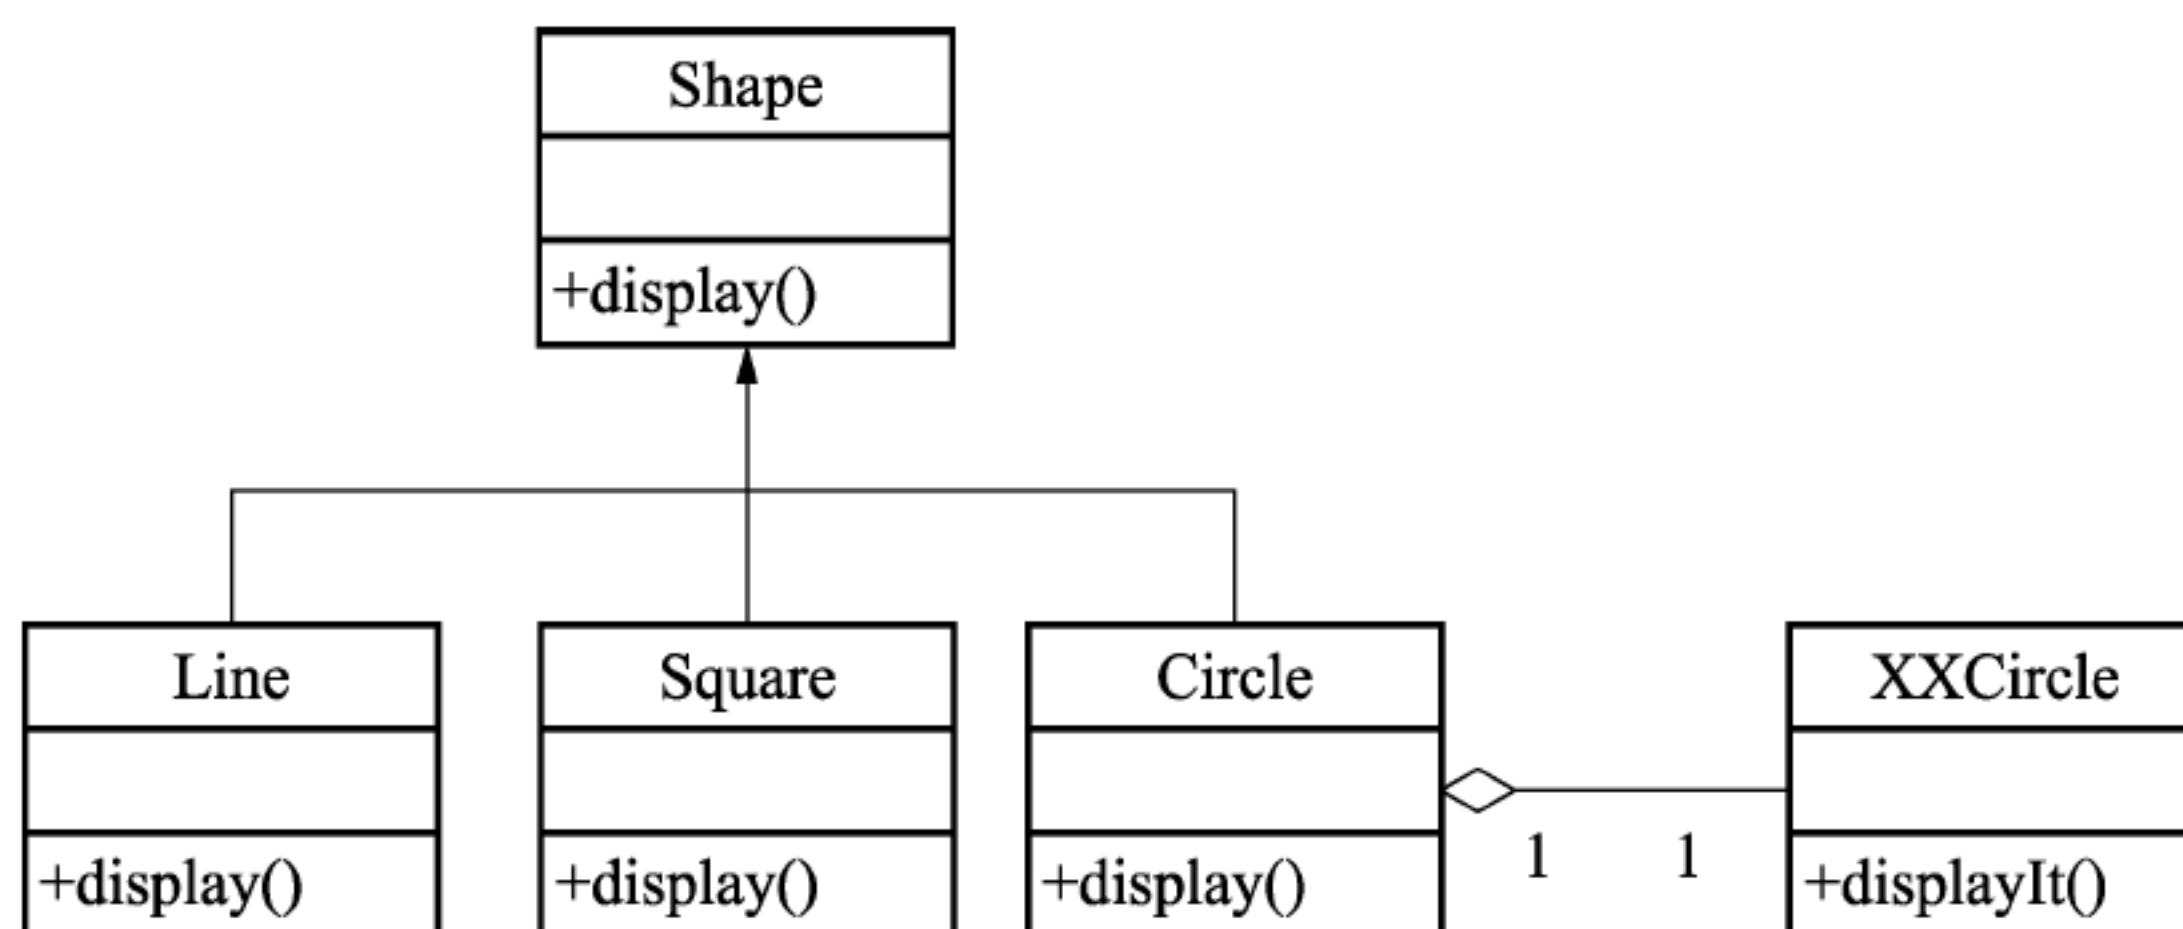 Shape
+display()
Line
Square
Circle
XXCircle
+display()
+display()
+display()
1
1
+displayIt()